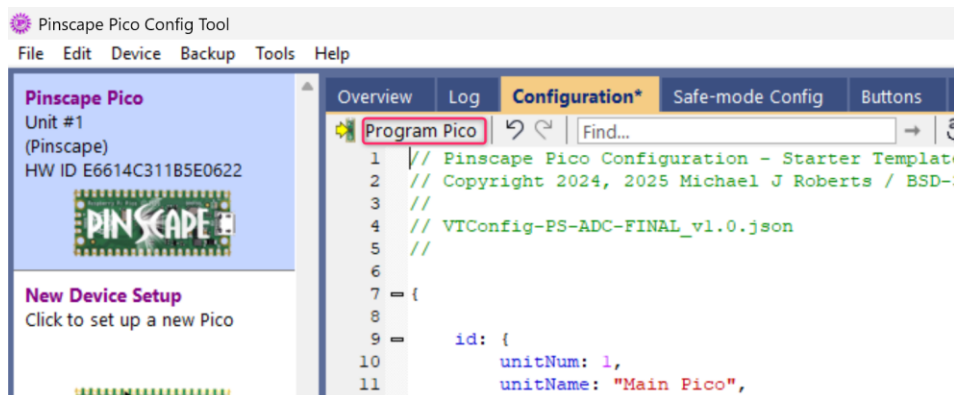 Pinscape Pico Config Tool
File Edit Device Backup Tools Help
Pinscape Pico
Unit #1
(Pinscape)
HW ID E6614C311B5E0622
PINSCAPE
New Device Setup
Click to set up a new Pico
Overview Log Configuration* Safe-mode Config Buttons
Program Pico Find...
1 // Pinscape Pico Configuration - Starter Template
2 // Copyright 2024, 2025 Michael J Roberts / BSD-
3 //
4 // VTConfig-PS-ADC-FINAL_v1.0.json
5 //
6
7 {
8
9 id: {
10 unitNum: 1,
11 unitName: "Main Pico",